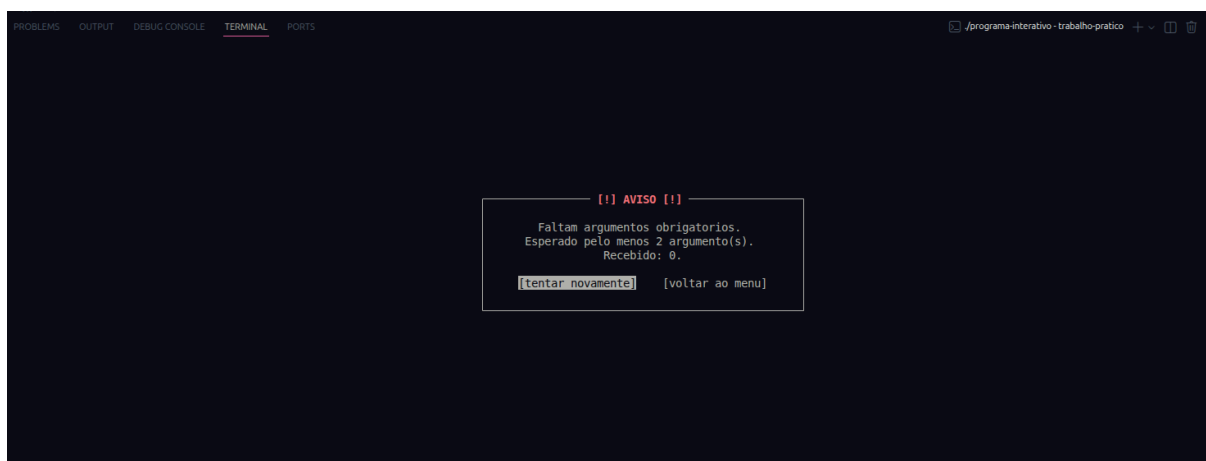 PROBLEMS OUTPUT DEBUG CONSOLE TERMINAL PORTS ./programa-interativo - trabalho-pratico
[!] AVISO [!]
Faltam argumentos obrigatorios.
Esperado pelo menos 2 argumento(s).
Recebido: 0.
[tentar novamente] [voltar ao menu]